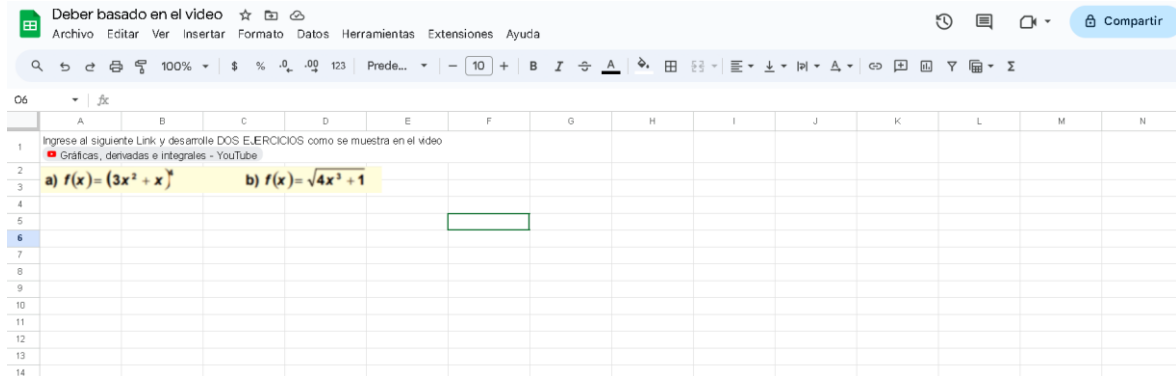 Deber basado en el video
Archivo Editar Ver Insertar Formato Datos Herramientas Extensiones Ayuda
Compartir
100% $ % .0 .00 123 Prede... − 10 + B I A Σ
O6 fx
A B C D E F G H I J K L M N
1 Ingrese al siguiente Link y desarrolle DOS EJERCICIOS como se muestra en el video
Gráficas, derivadas e integrales - YouTube
2
a) f(x)= (3x² + x) b) f(x)= √4x³ + 1
3
4
5
6
7
8
9
10
11
12
13
14